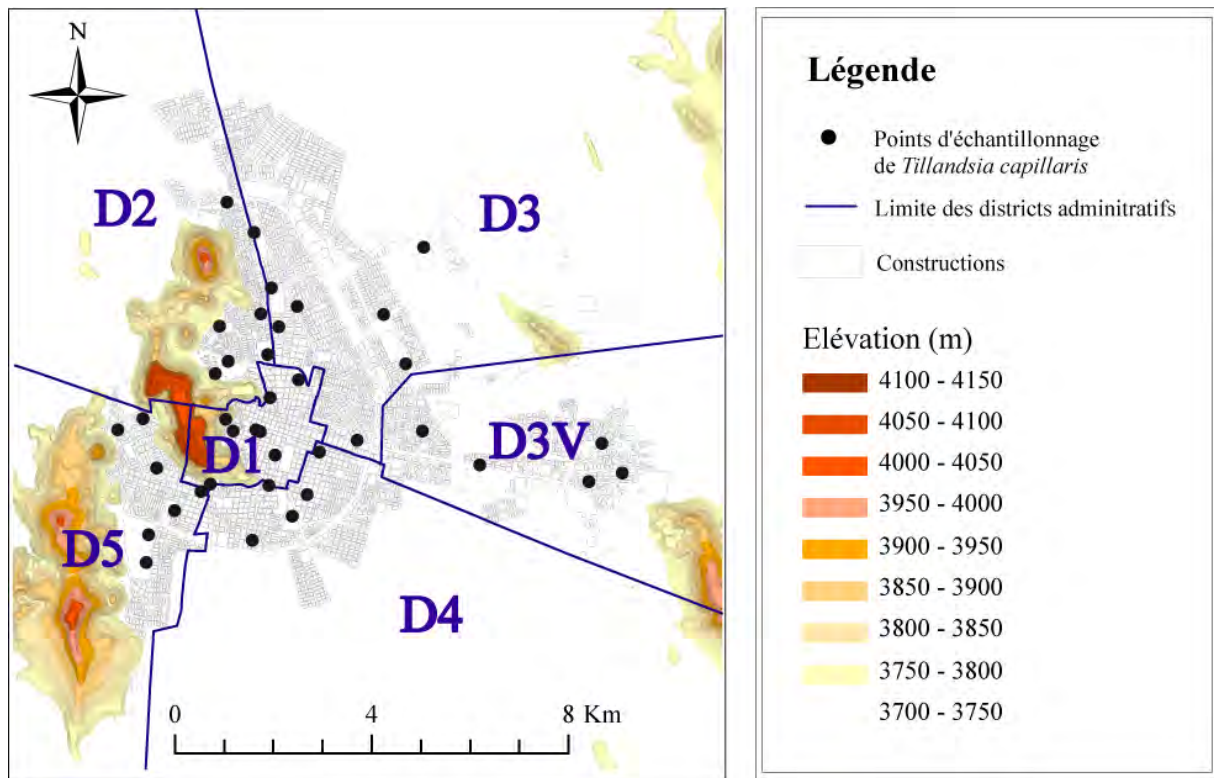 N
D2
D3
D1
D3V
D5
D4
0 4 8 Km
Légende
Points d'échantillonnage
de Tillandsia capillaris
Limite des districts adminitratifs
Constructions
Elévation (m)
4100 - 4150
4050 - 4100
4000 - 4050
3950 - 4000
3900 - 3950
3850 - 3900
3800 - 3850
3750 - 3800
3700 - 3750